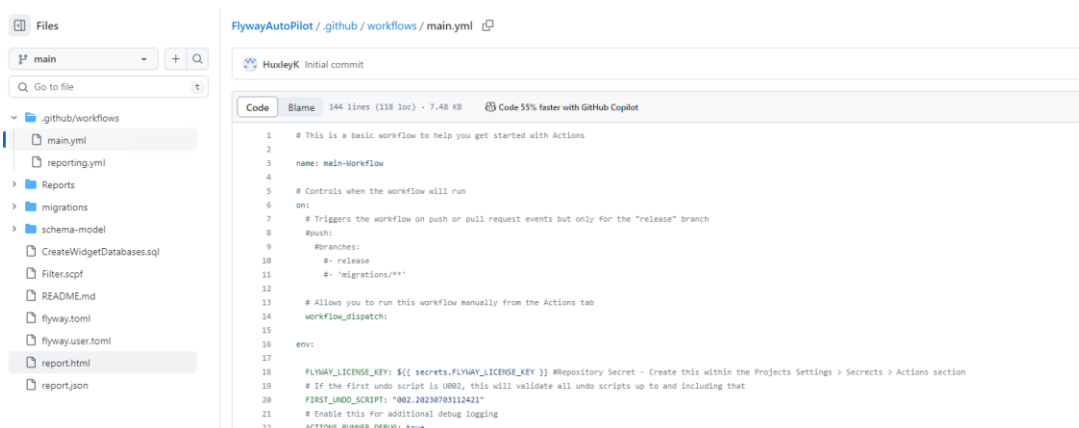 Files
main
Go to file
t
.github/workflows
main.yml
reporting.yml
Reports
migrations
schema-model
CreateWidgetDatabases.sql
Filter.scpf
README.md
flyway.toml
flyway.user.toml
report.html
report.json
FlywayAutoPilot / .github / workflows / main.yml
HuxleyK Initial commit
Code Blame 144 lines (118 loc) · 7.48 KB Code 55% faster with GitHub Copilot
1 # This is a basic workflow to help you get started with Actions
2
3 name: main-Workflow
4
5 # Controls when the workflow will run
6 on:
7 # Triggers the workflow on push or pull request events but only for the "release" branch
8 #push:
9 #branches:
10 #- release
11 #- 'migrations/**'
12
13 # Allows you to run this workflow manually from the Actions tab
14 workflow_dispatch:
15
16 env:
17
18 FLYWAY_LICENSE_KEY: ${{ secrets.FLYWAY_LICENSE_KEY }} #Repository Secret - Create this within the Projects Settings > Secrects > Actions section
19 # If the first undo script is U002, this will validate all undo scripts up to and including that
20 FIRST_UNDO_SCRIPT: "002.20230703112421"
21 # Enable this for additional debug logging
22 ACTIONS_RUNNER_DEBUG: true